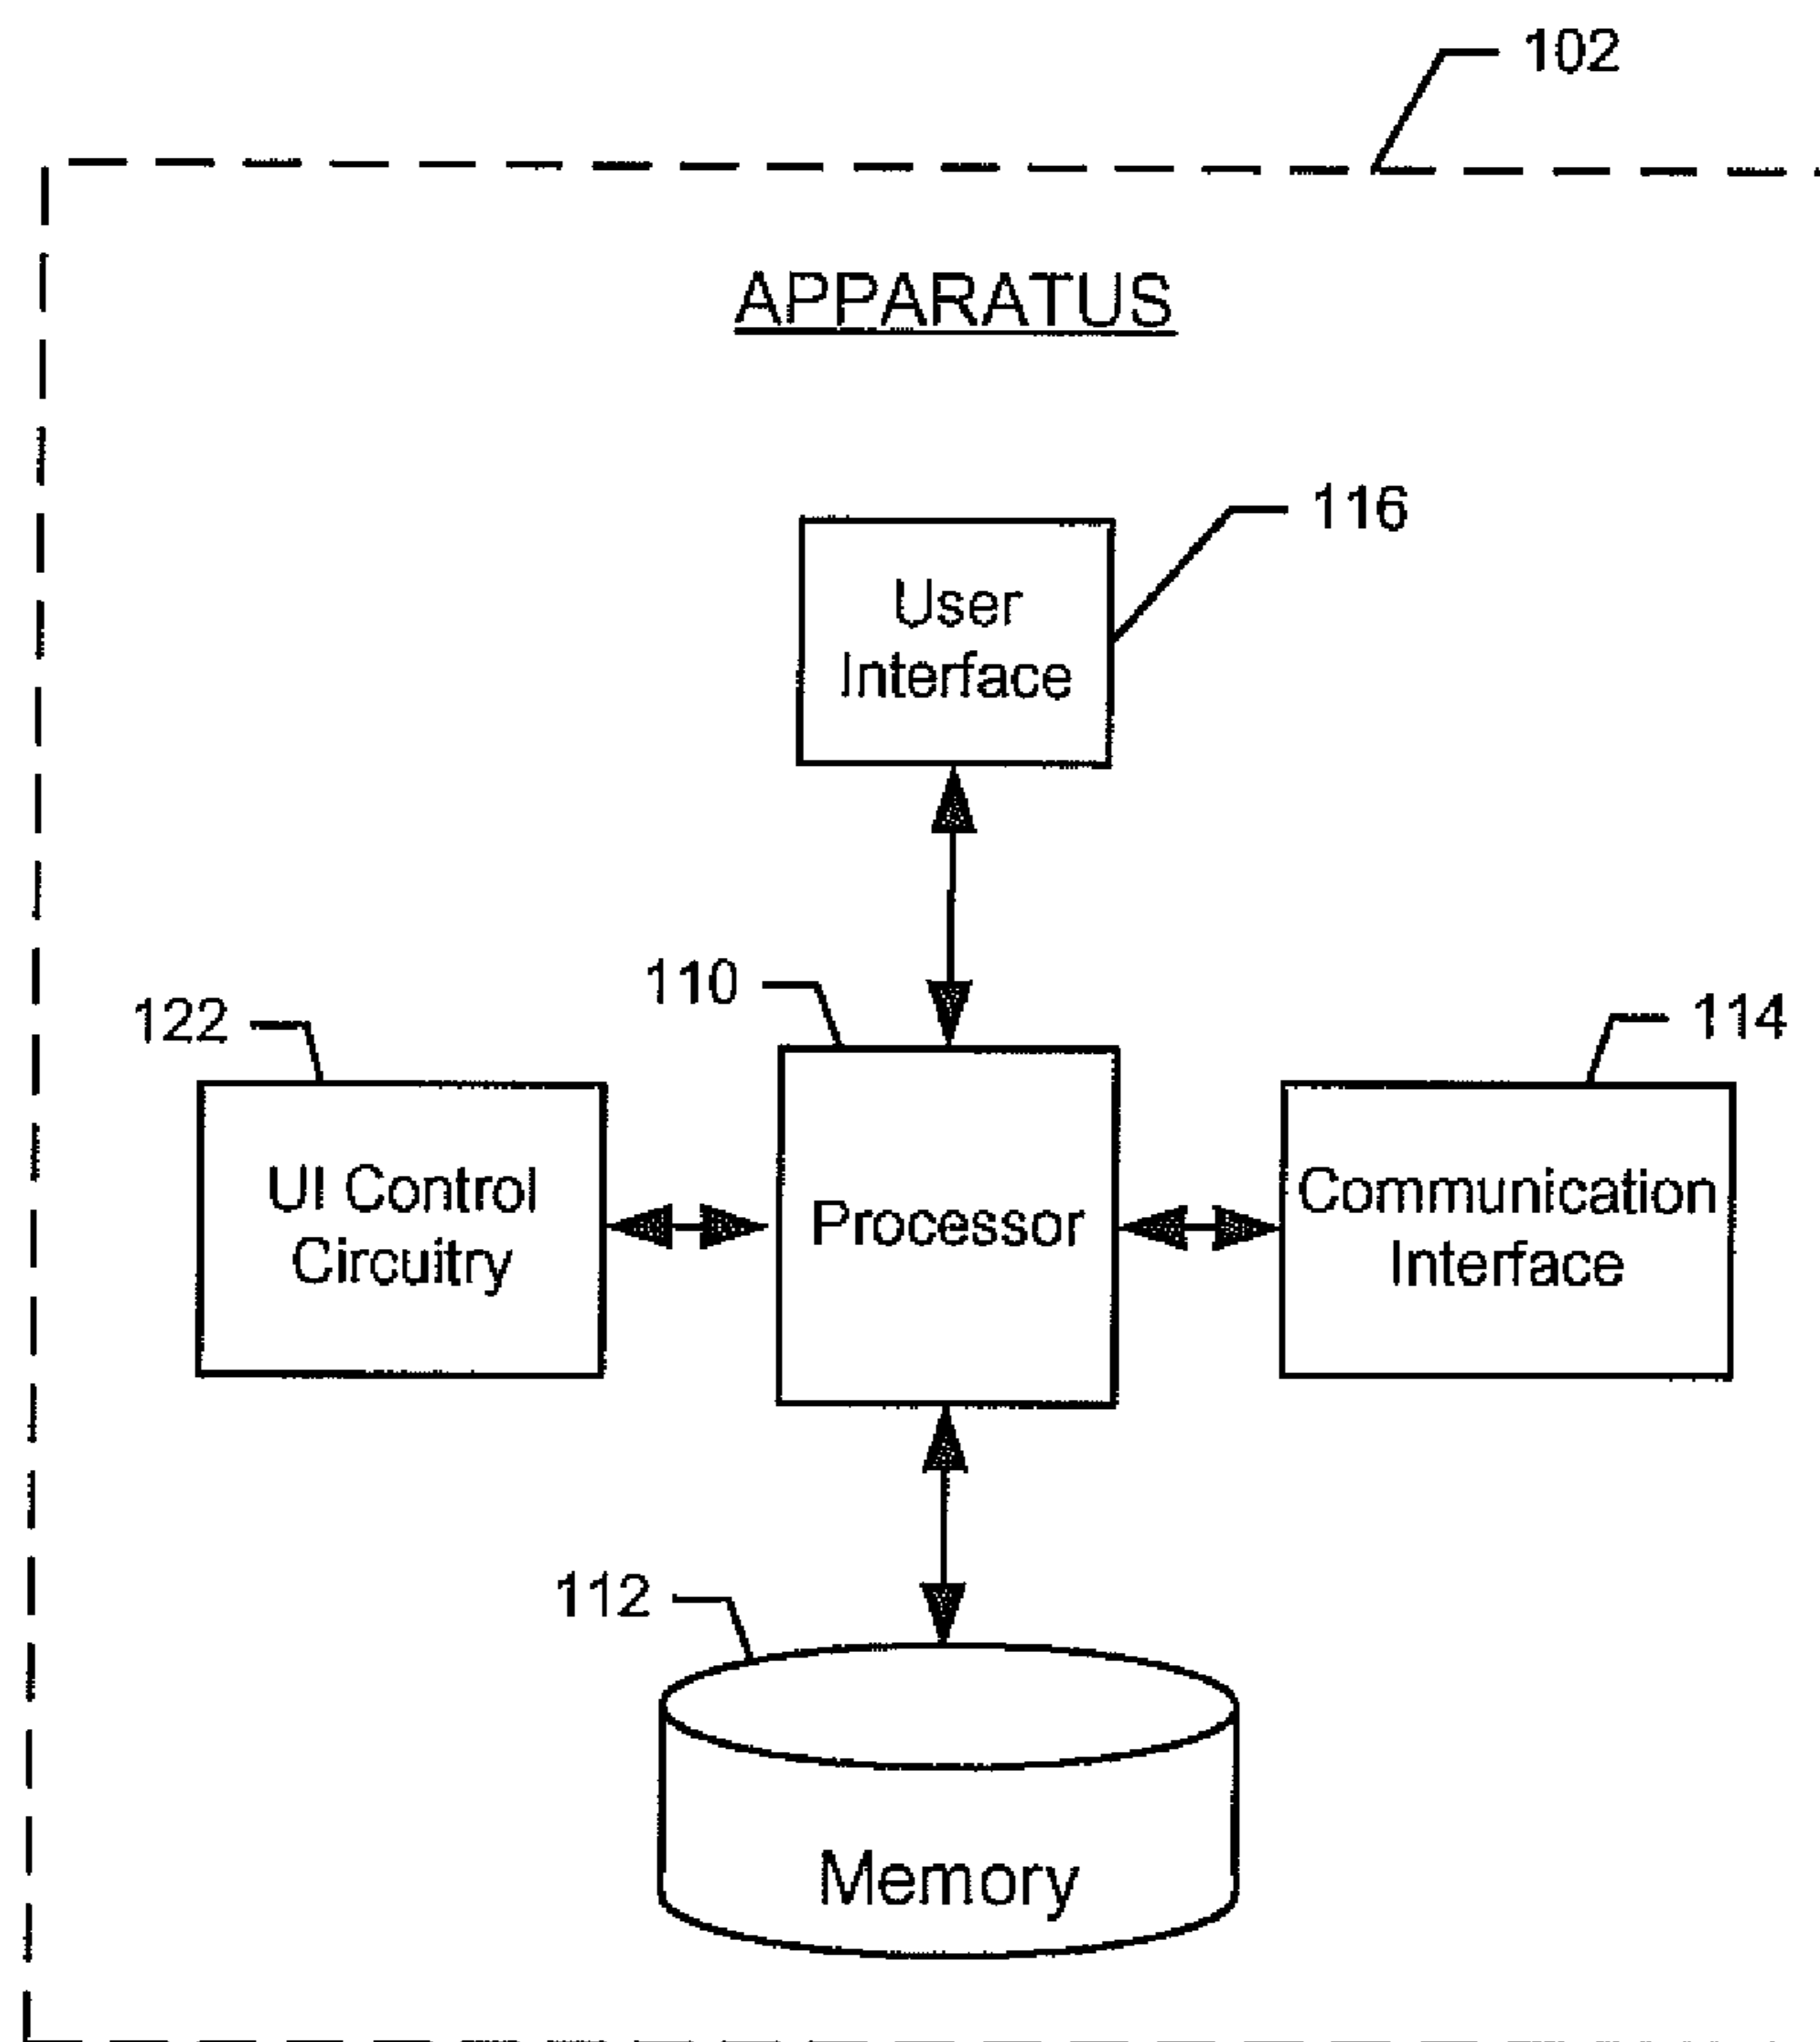 102
APPARATUS
116
User
Interface
110
122
114
UI Control
Circuitry
Processor
Communication
Interface
112
Memory